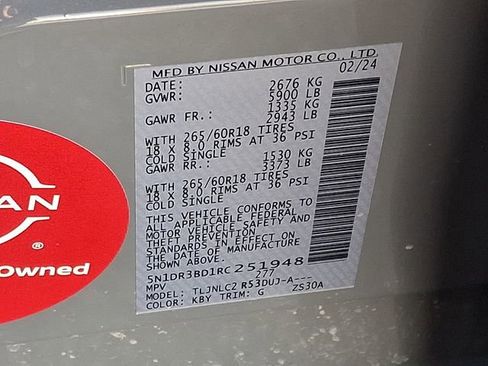 MFD BY NISSAN MOTOR CO., LTD.
DATE: 02/24
GVWR: 2676 KG
5900 LB
GAWR FR.: 1335 KG
2943 LB
WITH 265/60R18 TIRES
18 X 8.0 RIMS AT 36 PSI
COLD SINGLE
GAWR RR.: 1530 KG
3373 LB
WITH 265/60R18 TIRES
18 X 8.0 RIMS AT 36 PSI
COLD SINGLE
THIS VEHICLE CONFORMS TO
ALL APPLICABLE FEDERAL
MOTOR VEHICLE SAFETY AND
THEFT PREVENTION
STANDARDS IN EFFECT ON
THE DATE OF MANUFACTURE
SHOWN ABOVE.
5N1DR3BD1RC251948
MPV 277
MODEL: TLJNLC2 R53DUJ-A---
COLOR: KBY TRIM: G ZS30A
SAN
®
Owned